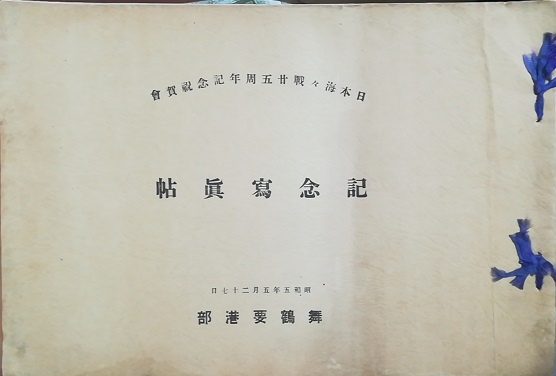 日本海々戰廿五周年記念祝賀會
記念寫眞帖
昭和五年五月二十七日
舞鶴要港部